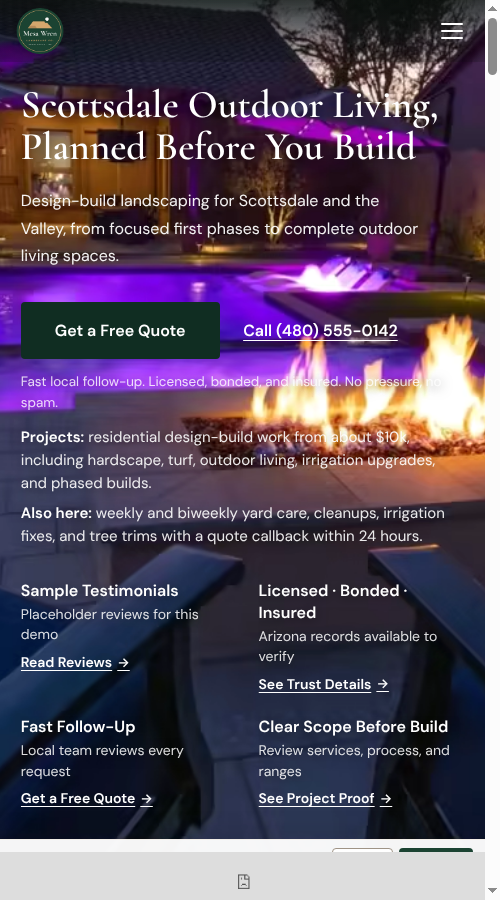 Mesa Wren
Scottsdale Outdoor Living,
Planned Before You Build
Design-build landscaping for Scottsdale and the
Valley, from focused first phases to complete outdoor
living spaces.
Get a Free Quote
Call (480) 555-0142
Fast local follow-up. Licensed, bonded, and insured. No pressure, no
spam.
Projects: residential design-build work from about $10k,
including hardscape, turf, outdoor living, irrigation upgrades,
and phased builds.
Also here: weekly and biweekly yard care, cleanups, irrigation
fixes, and tree trims with a quote callback within 24 hours.
Sample Testimonials
Placeholder reviews for this
demo
Read Reviews →
Licensed · Bonded ·
Insured
Arizona records available to
verify
See Trust Details →
Fast Follow-Up
Local team reviews every
request
Get a Free Quote →
Clear Scope Before Build
Review services, process, and
ranges
See Project Proof →